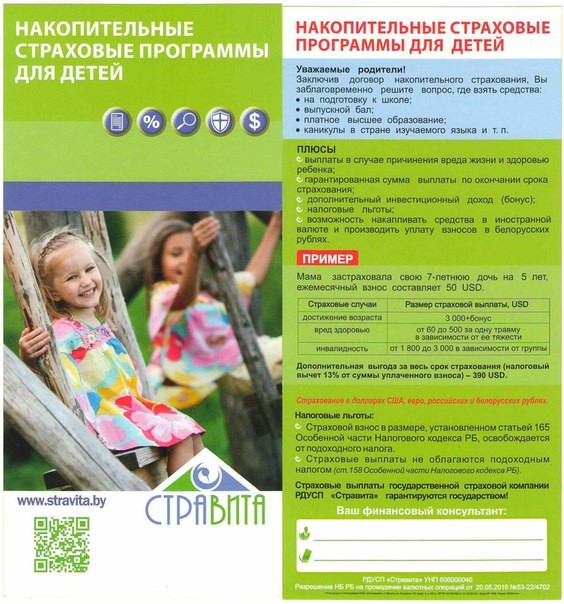 НАКОПИТЕЛЬНЫЕ
СТРАХОВЫЕ ПРОГРАММЫ
ДЛЯ ДЕТЕЙ
%
$
www.stravita.by
СТРАВИТА
НАКОПИТЕЛЬНЫЕ СТРАХОВЫЕ
ПРОГРАММЫ ДЛЯ ДЕТЕЙ
Уважаемые родители!
Заключив договор накопительного страхования, Вы
заблаговременно решите вопрос, где взять средства:
• на подготовку к школе;
• выпускной бал;
• платное высшее образование;
• каникулы в стране изучаемого языка и т. п.
ПЛЮСЫ
выплаты в случае причинения вреда жизни и здоровью
ребенка;
гарантированная сумма выплаты по окончании срока
страхования;
дополнительный инвестиционный доход (бонус);
налоговые льготы;
возможность накапливать средства в иностранной
валюте и производить уплату взносов в белорусских
рублях.
ПРИМЕР
Мама застраховала свою 7-летнюю дочь на 5 лет,
ежемесячный взнос составляет 50 USD.
Страховые случаи Размер страховой выплаты, USD
достижение возраста 3 000+бонус
вред здоровью от 60 до 500 за одну травму
в зависимости от ее тяжести
инвалидность от 1 800 до 3 000 в зависимости от группы
Дополнительная выгода за весь срок страхования (налоговый
вычет 13% от суммы уплаченного взноса) – 390 USD.
Страхование в долларах США, евро, российских и белорусских рублях.
Налоговые льготы:
Страховой взнос в размере, установленном статьей 165
Особенной части Налогового кодекса РБ, освобождается
от подоходного налога.
Страховые выплаты не облагаются подоходным
налогом (ст.158 Особенной части Налогового кодекса РБ).
Страховые выплаты государственной страховой компании
РДУСП «Стравита» гарантируются государством!
Ваш финансовый консультант:
РДУСП «Стравита» УНП 806000046
Разрешение НБ РБ на проведение валютных операций от 20.05.2016 №53-22/4702